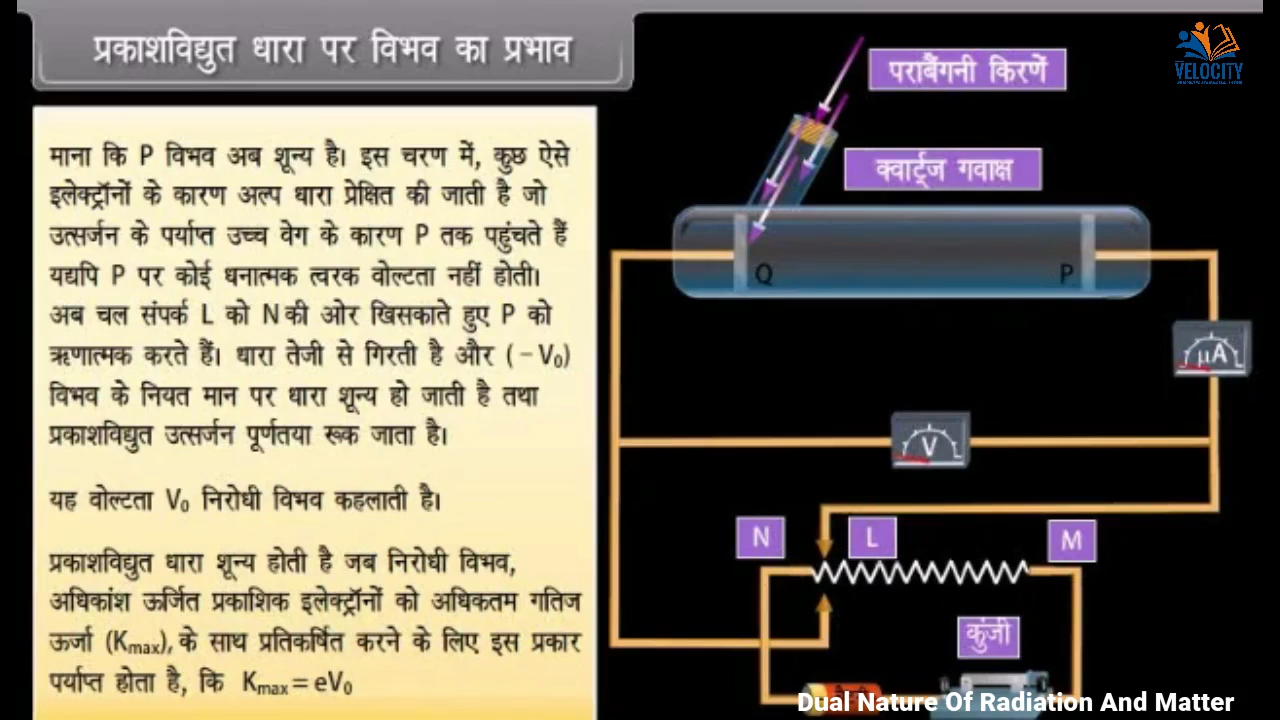 प्रकाशविद्युत धारा पर विभव का प्रभाव
माना कि P विभव अब शून्य है। इस चरण में, कुछ ऐसे
इलेक्ट्रॉनों के कारण अल्प धारा प्रेक्षित की जाती है जो
उत्सर्जन के पर्याप्त उच्च वेग के कारण P तक पहुंचते हैं
यद्यपि P पर कोई धनात्मक त्वरक वोल्टता नहीं होती।
अब चल संपर्क L को N की ओर खिसकाते हुए P को
ऋणात्मक करते हैं। धारा तेजी से गिरती है और (– V₀)
विभव के नियत मान पर धारा शून्य हो जाती है तथा
प्रकाशविद्युत उत्सर्जन पूर्णतया रूक जाता है।
यह वोल्टता V₀ निरोधी विभव कहलाती है।
प्रकाशविद्युत धारा शून्य होती है जब निरोधी विभव,
अधिकांश ऊर्जित प्रकाशिक इलेक्ट्रॉनों को अधिकतम गतिज
ऊर्जा (Kmax), के साथ प्रतिकर्षित करने के लिए इस प्रकार
पर्याप्त होता है, कि Kmax = eV₀
पराबैंगनी किरणें
VELOCITY
क्वार्ट्ज गवाक्ष
Q
P
µA
V
N
L
M
कुंजी
Dual Nature Of Radiation And Matter